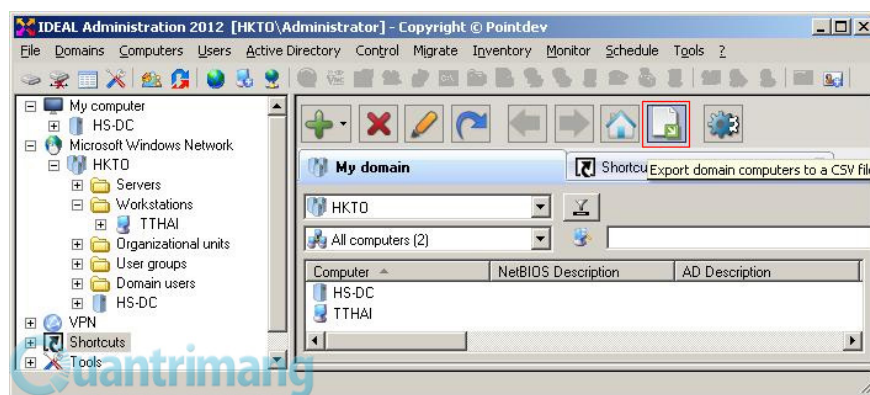 IDEAL Administration 2012 [HKTO\Administrator] - Copyright © Pointdev
File Domains Computers Users Active Directory Control Migrate Inventory Monitor Schedule Tools ?
My computer
HS-DC
Microsoft Windows Network
HKTO
Servers
Workstations
TTHAI
Organizational units
User groups
Domain users
HS-DC
VPN
Shortcuts
Tools
My domain
Shortcu
Export domain computers to a CSV file
HKTO
All computers (2)
Computer NetBIOS Description AD Description
HS-DC
TTHAI
Quantrimang